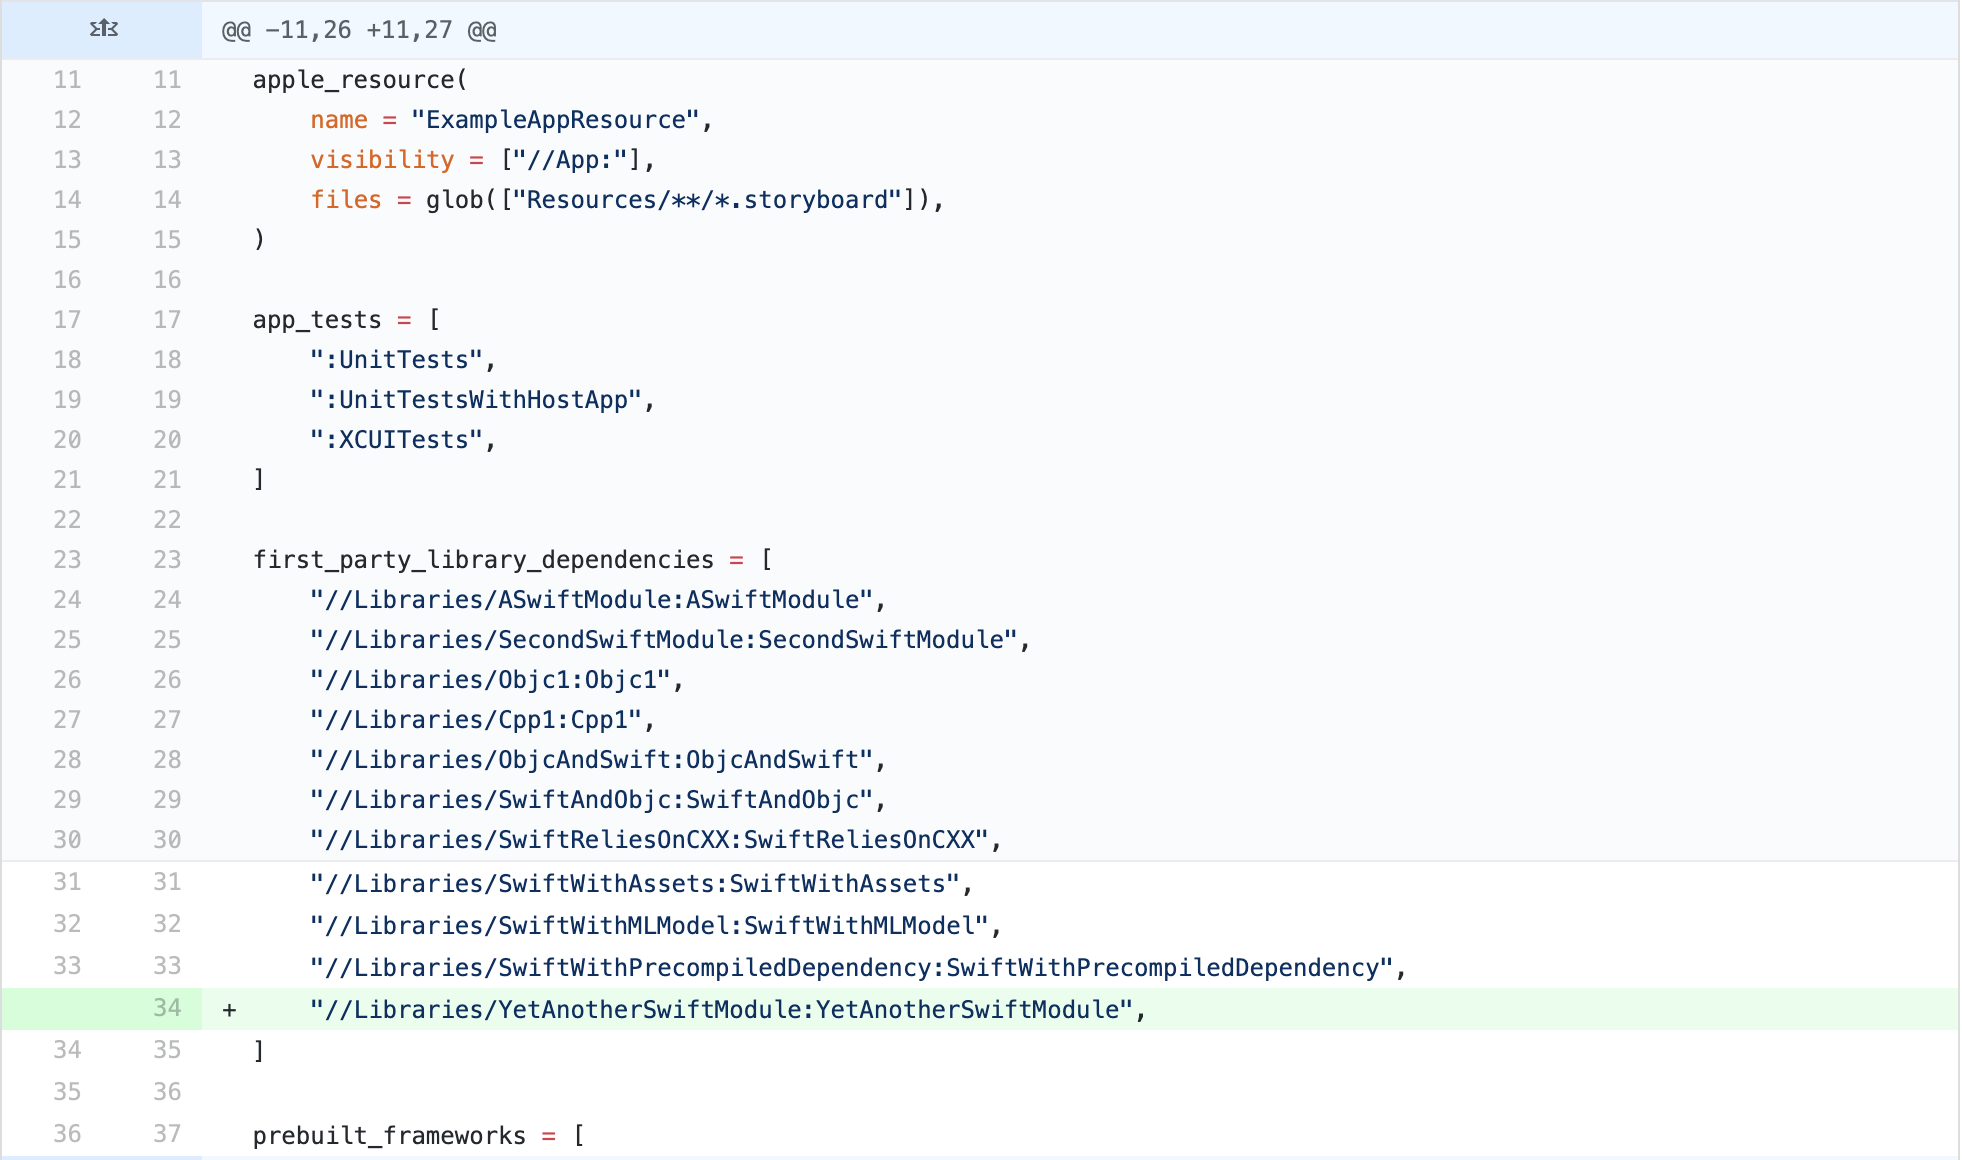 @@ -11,26 +11,27 @@
11 11 apple_resource(
12 12     name = "ExampleAppResource",
13 13     visibility = ["//App:"],
14 14     files = glob(["Resources/**/*.storyboard"]),
15 15 )
16 16
17 17 app_tests = [
18 18     ":UnitTests",
19 19     ":UnitTestsWithHostApp",
20 20     ":XCUITests",
21 21 ]
22 22
23 23 first_party_library_dependencies = [
24 24     "//Libraries/ASwiftModule:ASwiftModule",
25 25     "//Libraries/SecondSwiftModule:SecondSwiftModule",
26 26     "//Libraries/Objc1:Objc1",
27 27     "//Libraries/Cpp1:Cpp1",
28 28     "//Libraries/ObjcAndSwift:ObjcAndSwift",
29 29     "//Libraries/SwiftAndObjc:SwiftAndObjc",
30 30     "//Libraries/SwiftReliesOnCXX:SwiftReliesOnCXX",
31 31     "//Libraries/SwiftWithAssets:SwiftWithAssets",
32 32     "//Libraries/SwiftWithMLModel:SwiftWithMLModel",
33 33     "//Libraries/SwiftWithPrecompiledDependency:SwiftWithPrecompiledDependency",
34 +     "//Libraries/YetAnotherSwiftModule:YetAnotherSwiftModule",
34 35 ]
35 36
36 37 prebuilt_frameworks = [